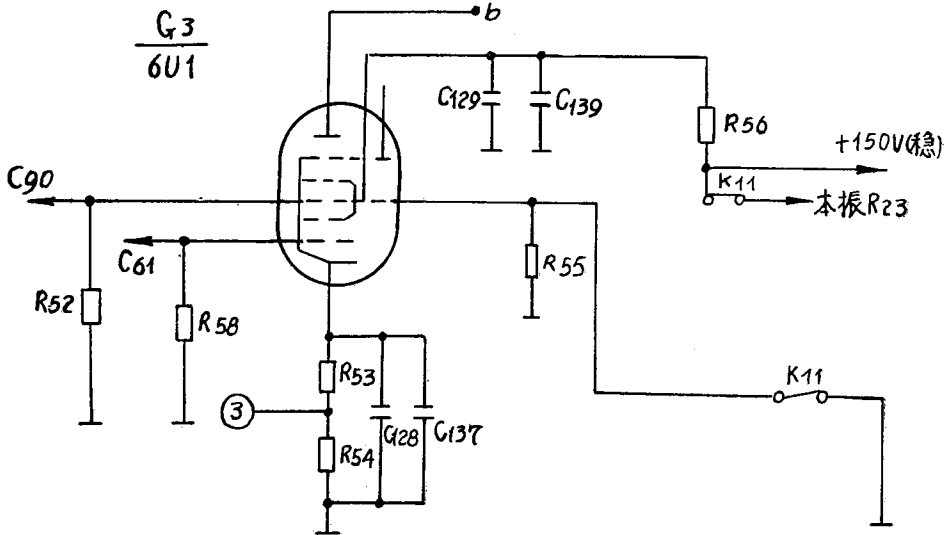 G3
6U1
b
C129
C139
R56
+150V(稳)
K11
本振R23
C90
C61
R55
R52
R58
R53
K11
3
C128
C137
R54